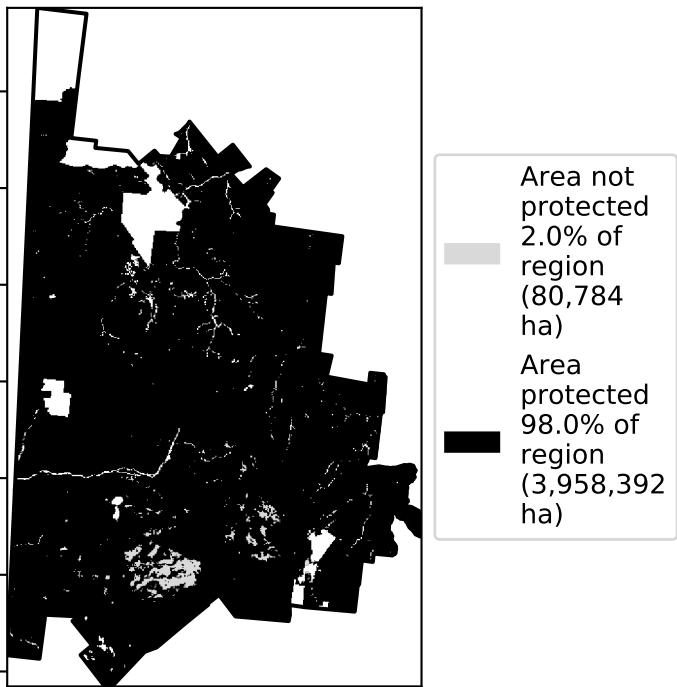 Area not
protected
2.0% of
region
(80,784
ha)
Area
protected
98.0% of
region
(3,958,392
ha)